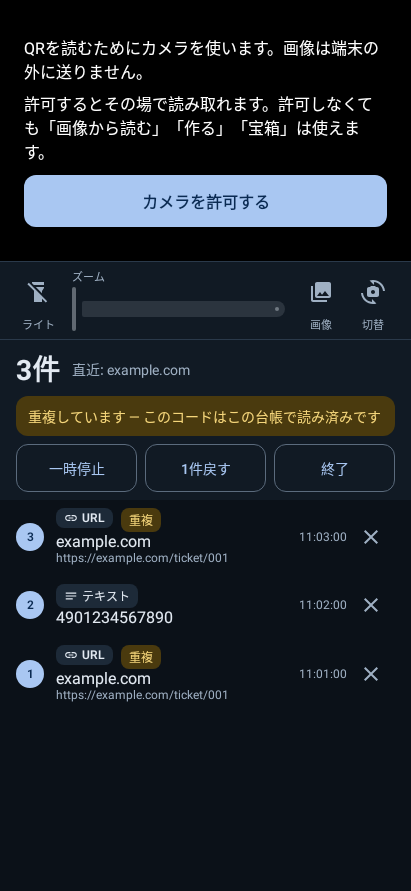 QRを読むためにカメラを使います。画像は端末の
外に送りません。
許可するとその場で読み取れます。許可しなくて
も「画像から読む」「作る」「宝箱」は使えま
す。
カメラを許可する
ズーム
ライト
画像
切替
3件 直近: example.com
重複しています — このコードはこの台帳で読み済みです
一時停止
1件戻す
終了
3
URL 重複
example.com
https://example.com/ticket/001
11:03:00
2
テキスト
4901234567890
11:02:00
1
URL 重複
example.com
https://example.com/ticket/001
11:01:00